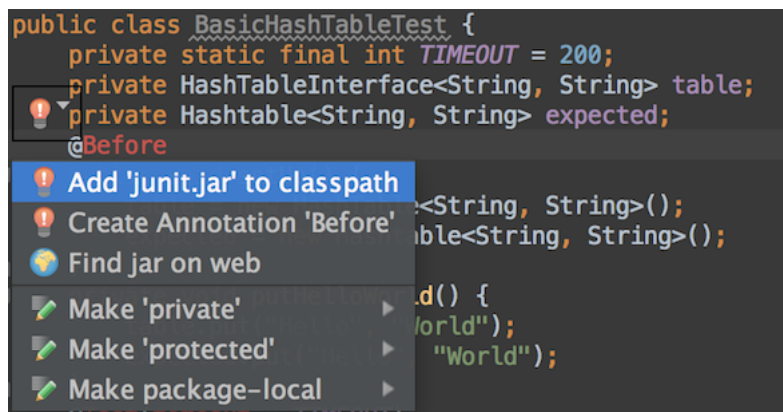 public class BasicHashTableTest {
private static final int TIMEOUT = 200;
private HashTableInterface<String, String> table;
private Hashtable<String, String> expected;
@Before
Add 'junit.jar' to classpath
<String, String>();
Create Annotation 'Before'
ble<String, String>();
Find jar on web
d() {
Make 'private'
World");
Make 'protected'
"World");
Make package-local